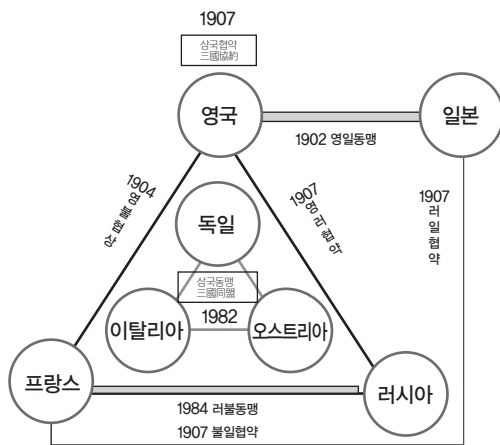 1907
삼국협약
三國協約
영국
일본
1902 영일동맹
1904
영불협약
1907
영러협상
1907
러일협약
독일
삼국동맹
三國同盟
1982
이탈리아
오스트리아
프랑스
러시아
1984 러불동맹
1907 불일협약